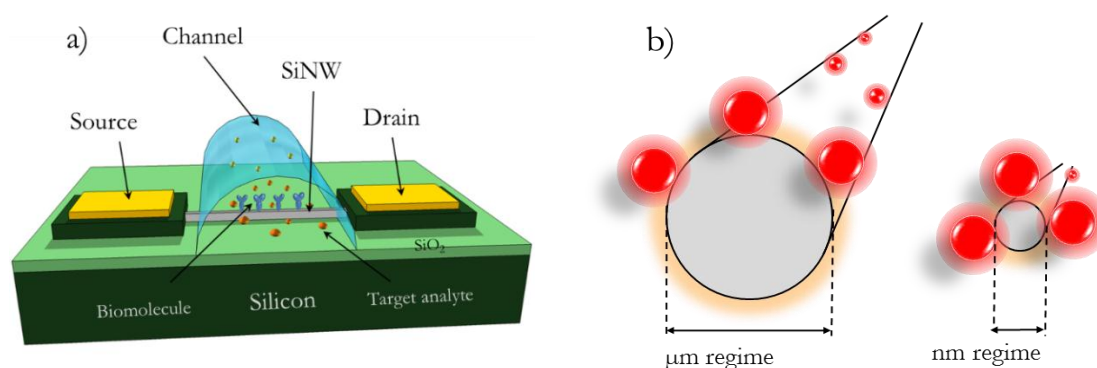 a)
Channel
SiNW
Source
Drain
SiO₂
Biomolecule
Silicon
Target analyte
b)
μm regime
nm regime